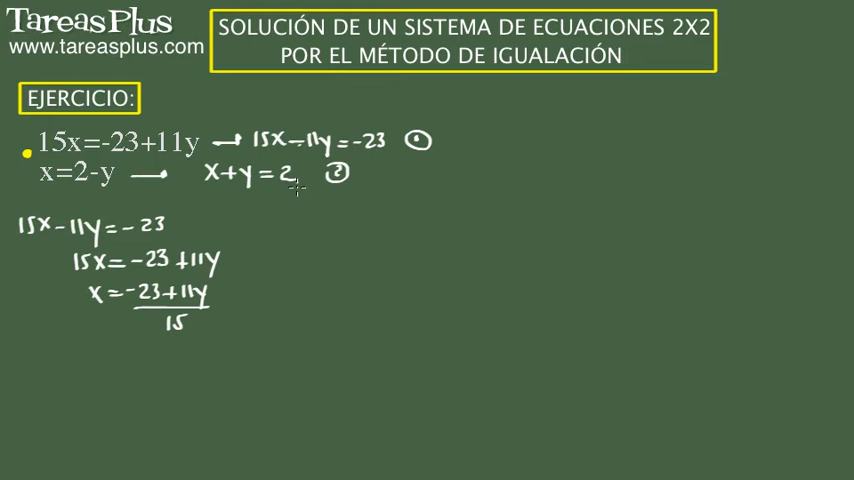 TareasPlus
www.tareasplus.com
SOLUCIÓN DE UN SISTEMA DE ECUACIONES 2X2
POR EL MÉTODO DE IGUALACIÓN
EJERCICIO:
15x=-23+11y → 15x-11y=-23 ①
x=2-y → x+y=2 ②
15x-11y=-23
15x=-23+11y
x=-23+11y
15